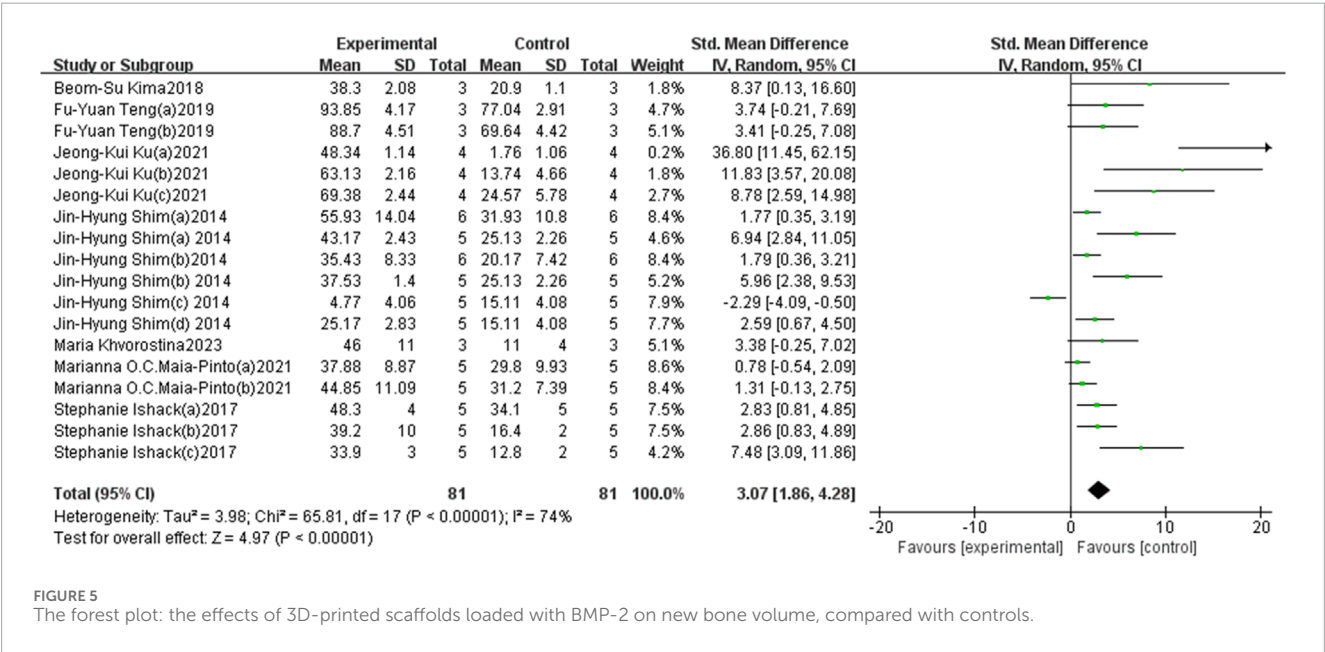 Experimental Control Std. Mean Difference Std. Mean Difference
Study or Subgroup Mean SD Total Mean SD Total Weight IV, Random, 95% CI IV, Random, 95% CI
Beom-Su Kima2018 38.3 2.08 3 20.9 1.1 3 1.8% 8.37 [0.13, 16.60]
Fu-Yuan Teng(a)2019 93.85 4.17 3 77.04 2.91 3 4.7% 3.74 [-0.21, 7.69]
Fu-Yuan Teng(b)2019 88.7 4.51 3 69.64 4.42 3 5.1% 3.41 [-0.25, 7.08]
Jeong-Kui Ku(a)2021 48.34 1.14 4 1.76 1.06 4 0.2% 36.80 [11.45, 62.15]
Jeong-Kui Ku(b)2021 63.13 2.16 4 13.74 4.66 4 1.8% 11.83 [3.57, 20.08]
Jeong-Kui Ku(c)2021 69.38 2.44 4 24.57 5.78 4 2.7% 8.78 [2.59, 14.98]
Jin-Hyung Shim(a)2014 55.93 14.04 6 31.93 10.8 6 8.4% 1.77 [0.35, 3.19]
Jin-Hyung Shim(a) 2014 43.17 2.43 5 25.13 2.26 5 4.6% 6.94 [2.84, 11.05]
Jin-Hyung Shim(b)2014 35.43 8.33 6 20.17 7.42 6 8.4% 1.79 [0.36, 3.21]
Jin-Hyung Shim(b) 2014 37.53 1.4 5 25.13 2.26 5 5.2% 5.96 [2.38, 9.53]
Jin-Hyung Shim(c) 2014 4.77 4.06 5 15.11 4.08 5 7.9% -2.29 [-4.09, -0.50]
Jin-Hyung Shim(d) 2014 25.17 2.83 5 15.11 4.08 5 7.7% 2.59 [0.67, 4.50]
Maria Khvorostina2023 46 11 3 11 4 3 5.1% 3.38 [-0.25, 7.02]
Marianna O.C.Maia-Pinto(a)2021 37.88 8.87 5 29.8 9.93 5 8.6% 0.78 [-0.54, 2.09]
Marianna O.C.Maia-Pinto(b)2021 44.85 11.09 5 31.2 7.39 5 8.4% 1.31 [-0.13, 2.75]
Stephanie Ishack(a)2017 48.3 4 5 34.1 5 5 7.5% 2.83 [0.81, 4.85]
Stephanie Ishack(b)2017 39.2 10 5 16.4 2 5 7.5% 2.86 [0.83, 4.89]
Stephanie Ishack(c)2017 33.9 3 5 12.8 2 5 4.2% 7.48 [3.09, 11.86]
Total (95% CI) 81 81 100.0% 3.07 [1.86, 4.28]
Heterogeneity: Tau² = 3.98; Chi² = 65.81, df = 17 (P < 0.00001); I² = 74%
Test for overall effect: Z = 4.97 (P < 0.00001)
-20 -10 0 10 20
Favours [experimental] Favours [control]
FIGURE 5
The forest plot: the effects of 3D-printed scaffolds loaded with BMP-2 on new bone volume, compared with controls.